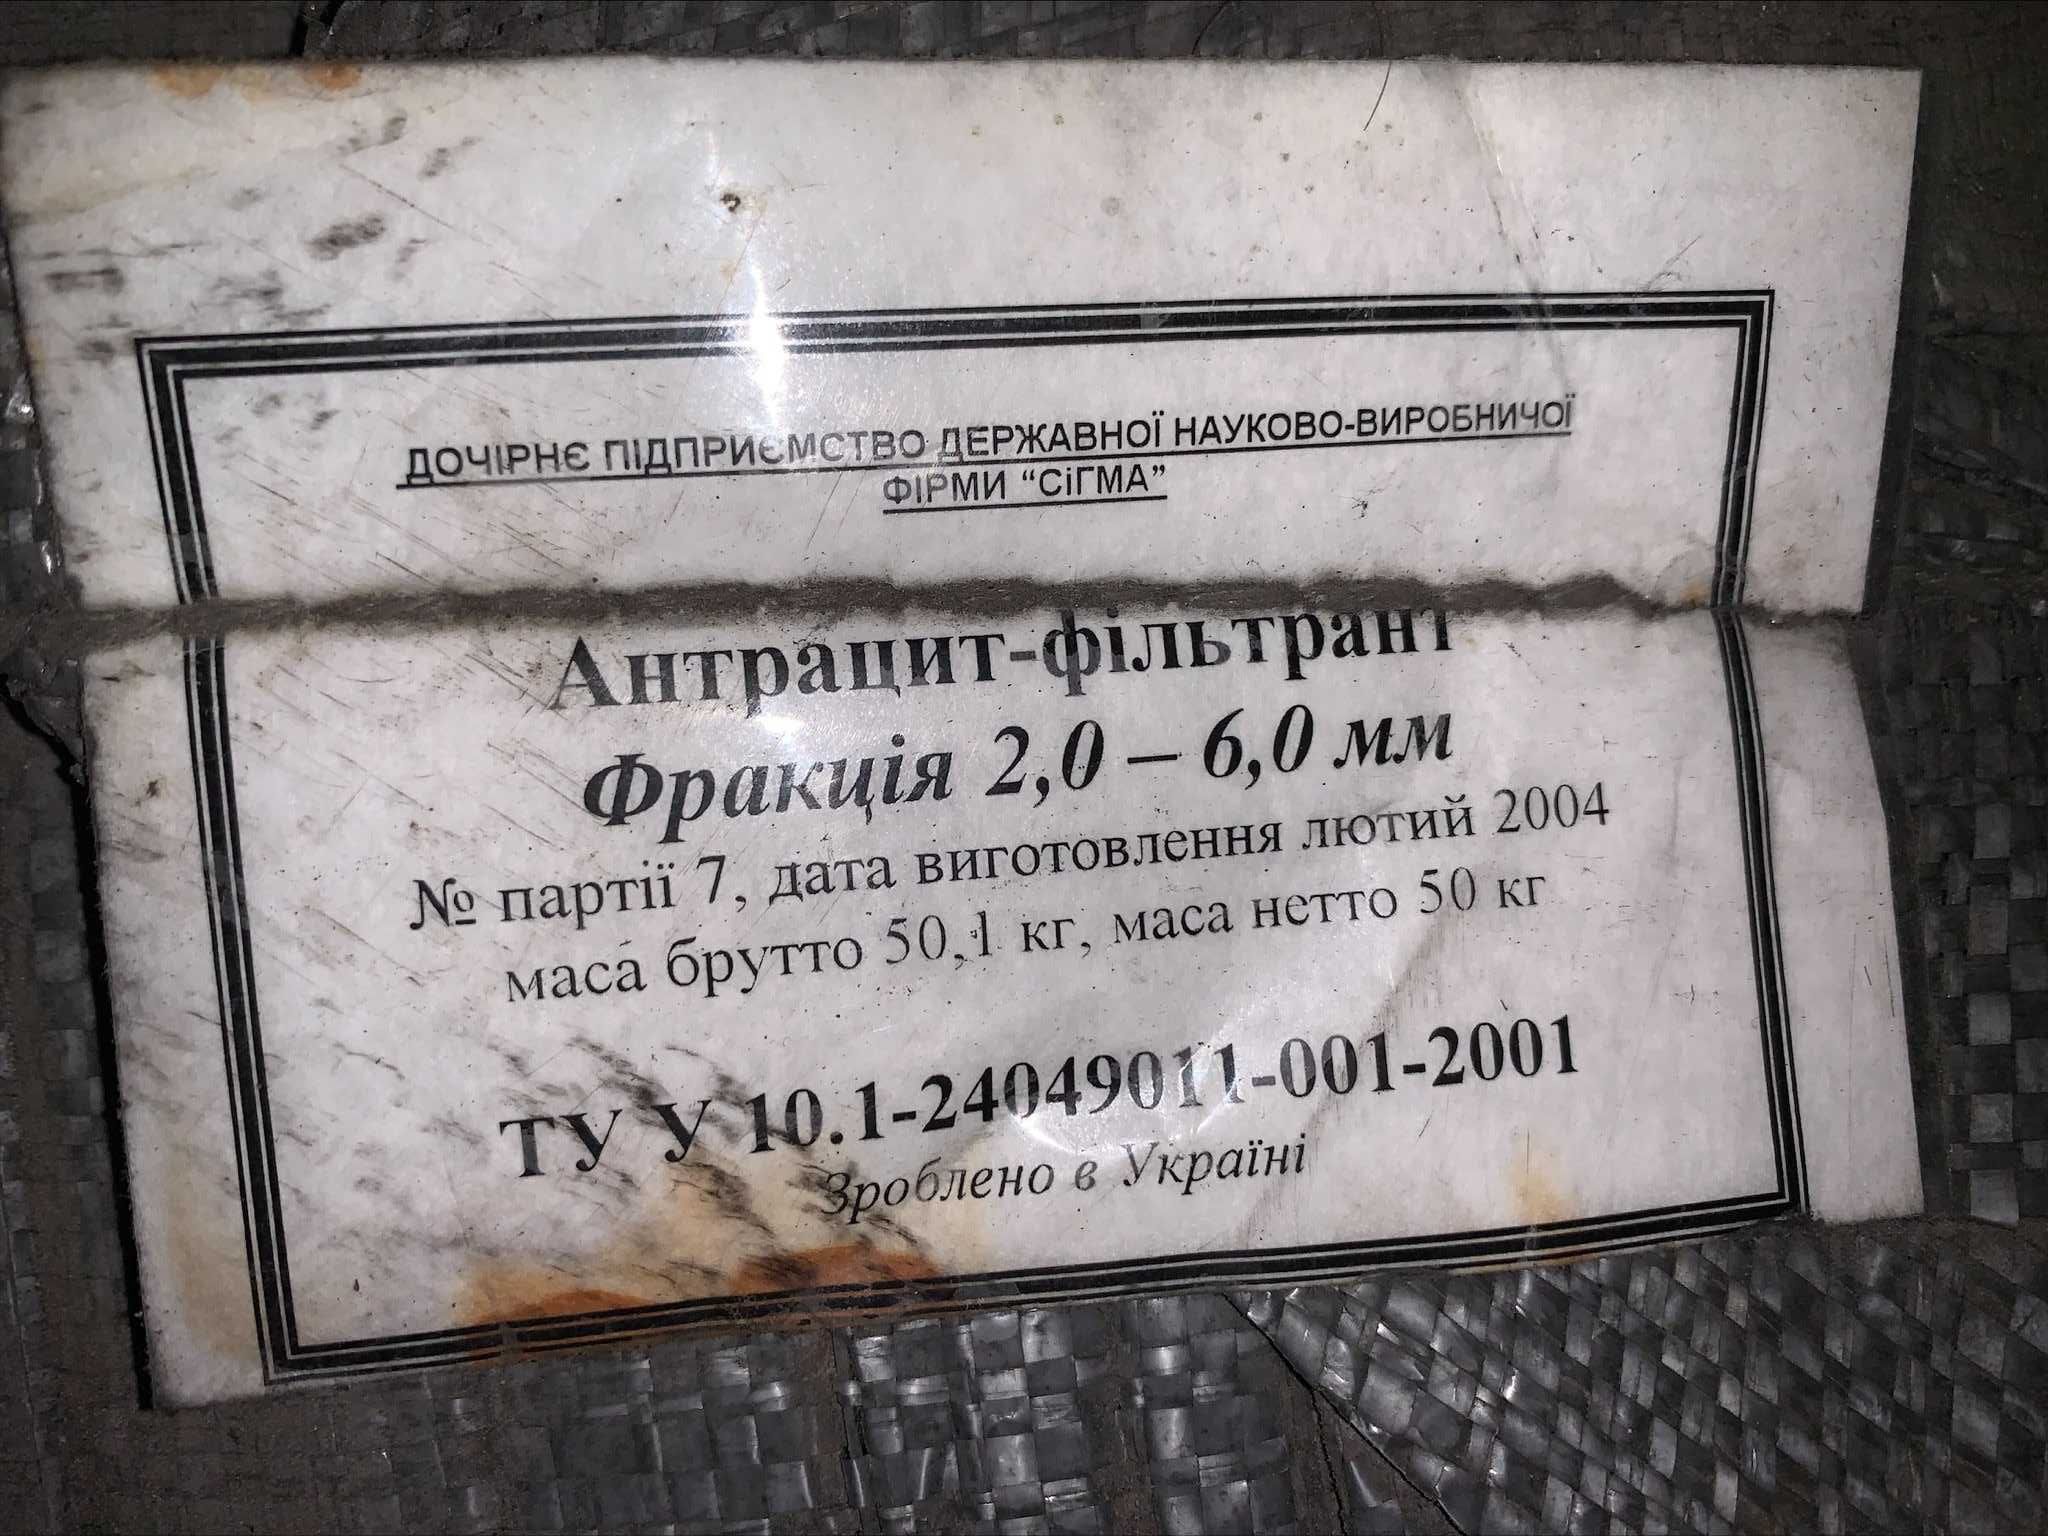 ДОЧІРНЄ ПІДПРИЄМСТВО ДЕРЖАВНОЇ НАУКОВО-ВИРОБНИЧОЇ
ФІРМИ “СіГМА”
Антрацит-фільтрант
Фракція 2,0 – 6,0 мм
№ партії 7, дата виготовлення лютий 2004
маса брутто 50,1 кг, маса нетто 50 кг
ТУ У 10.1-24049011-001-2001
Зроблено в Україні